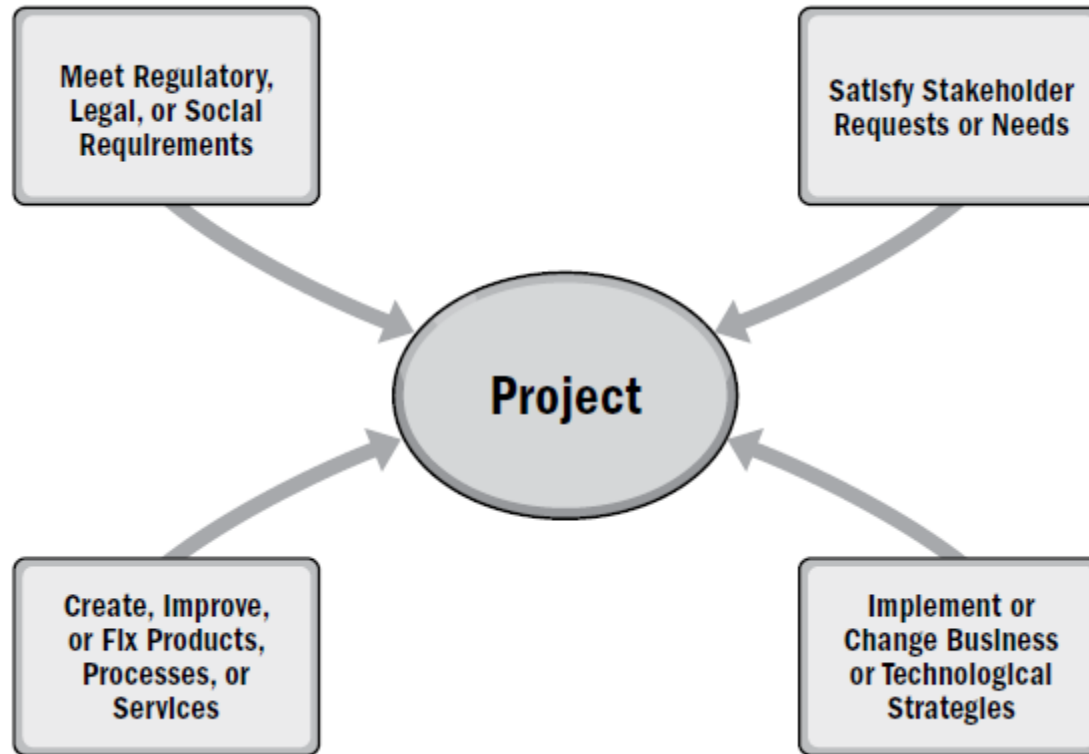 Meet Regulatory,
Legal, or Social
Requirements
Satisfy Stakeholder
Requests or Needs
Project
Create, Improve,
or Fix Products,
Processes, or
Services
Implement or
Change Business
or Technological
Strategies